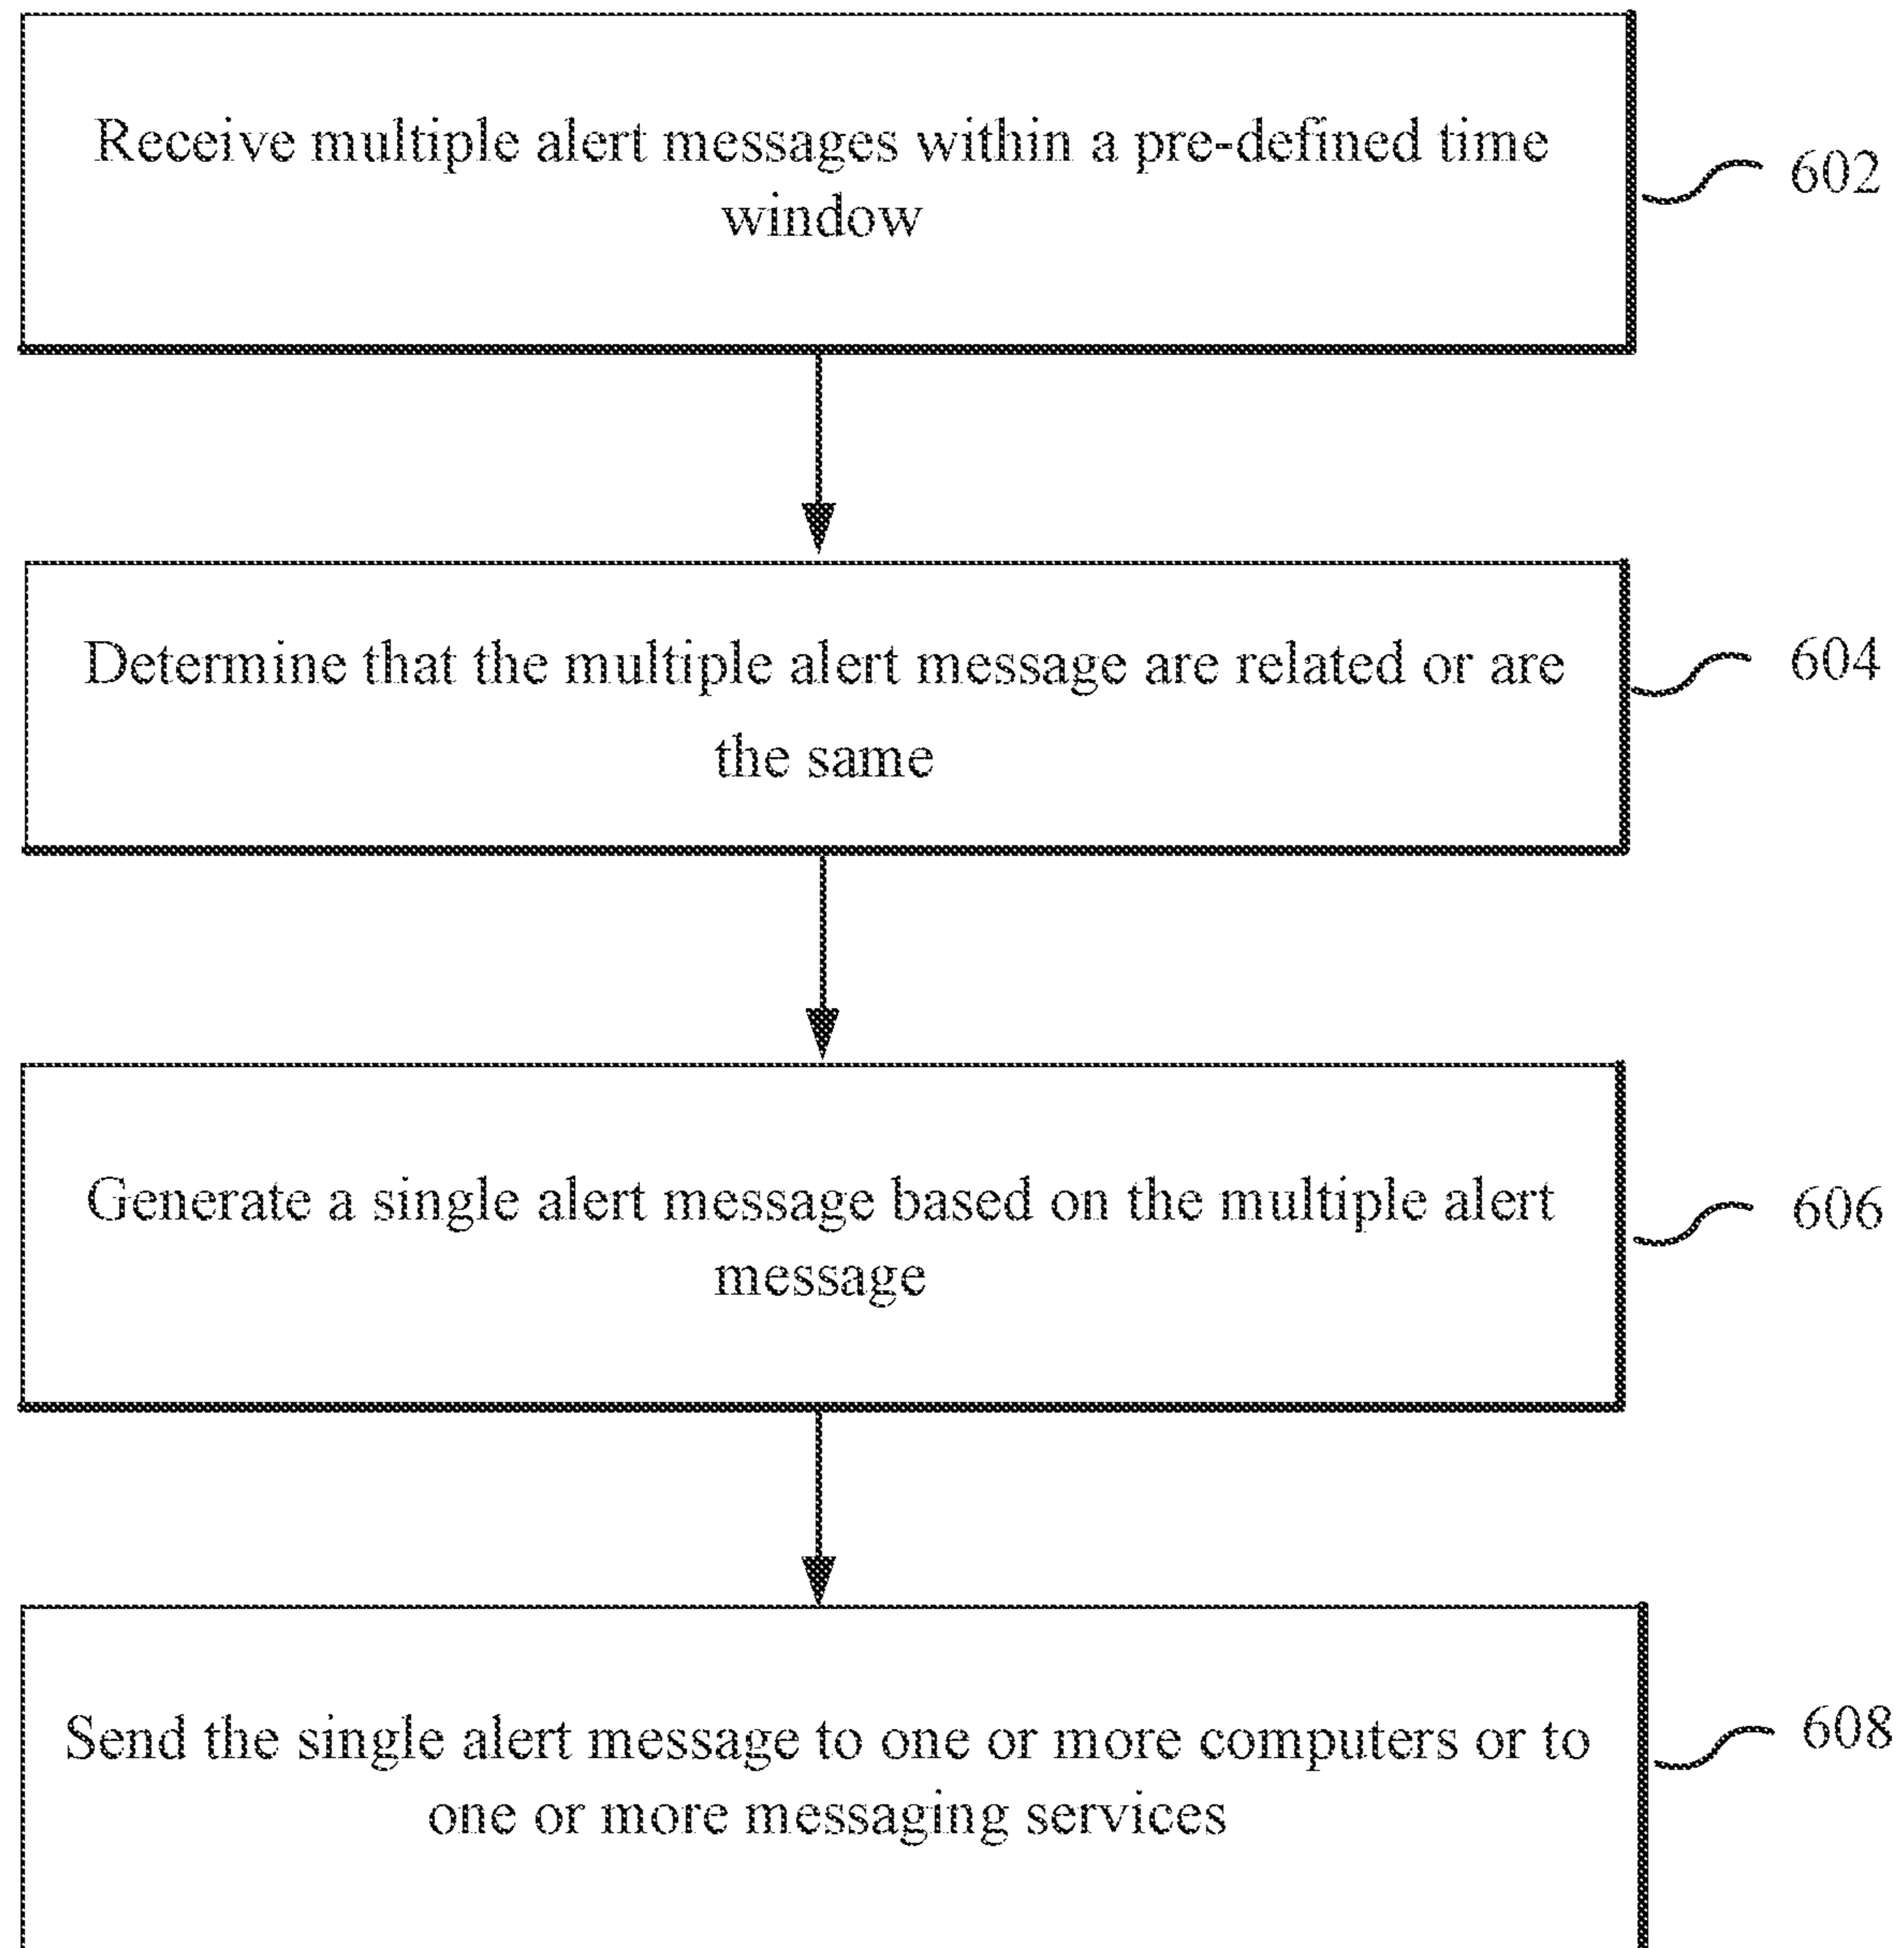 Receive multiple alert messages within a pre-defined time
window
602
Determine that the multiple alert message are related or are
the same
604
Generate a single alert message based on the multiple alert
message
606
Send the single alert message to one or more computers or to
one or more messaging services
608